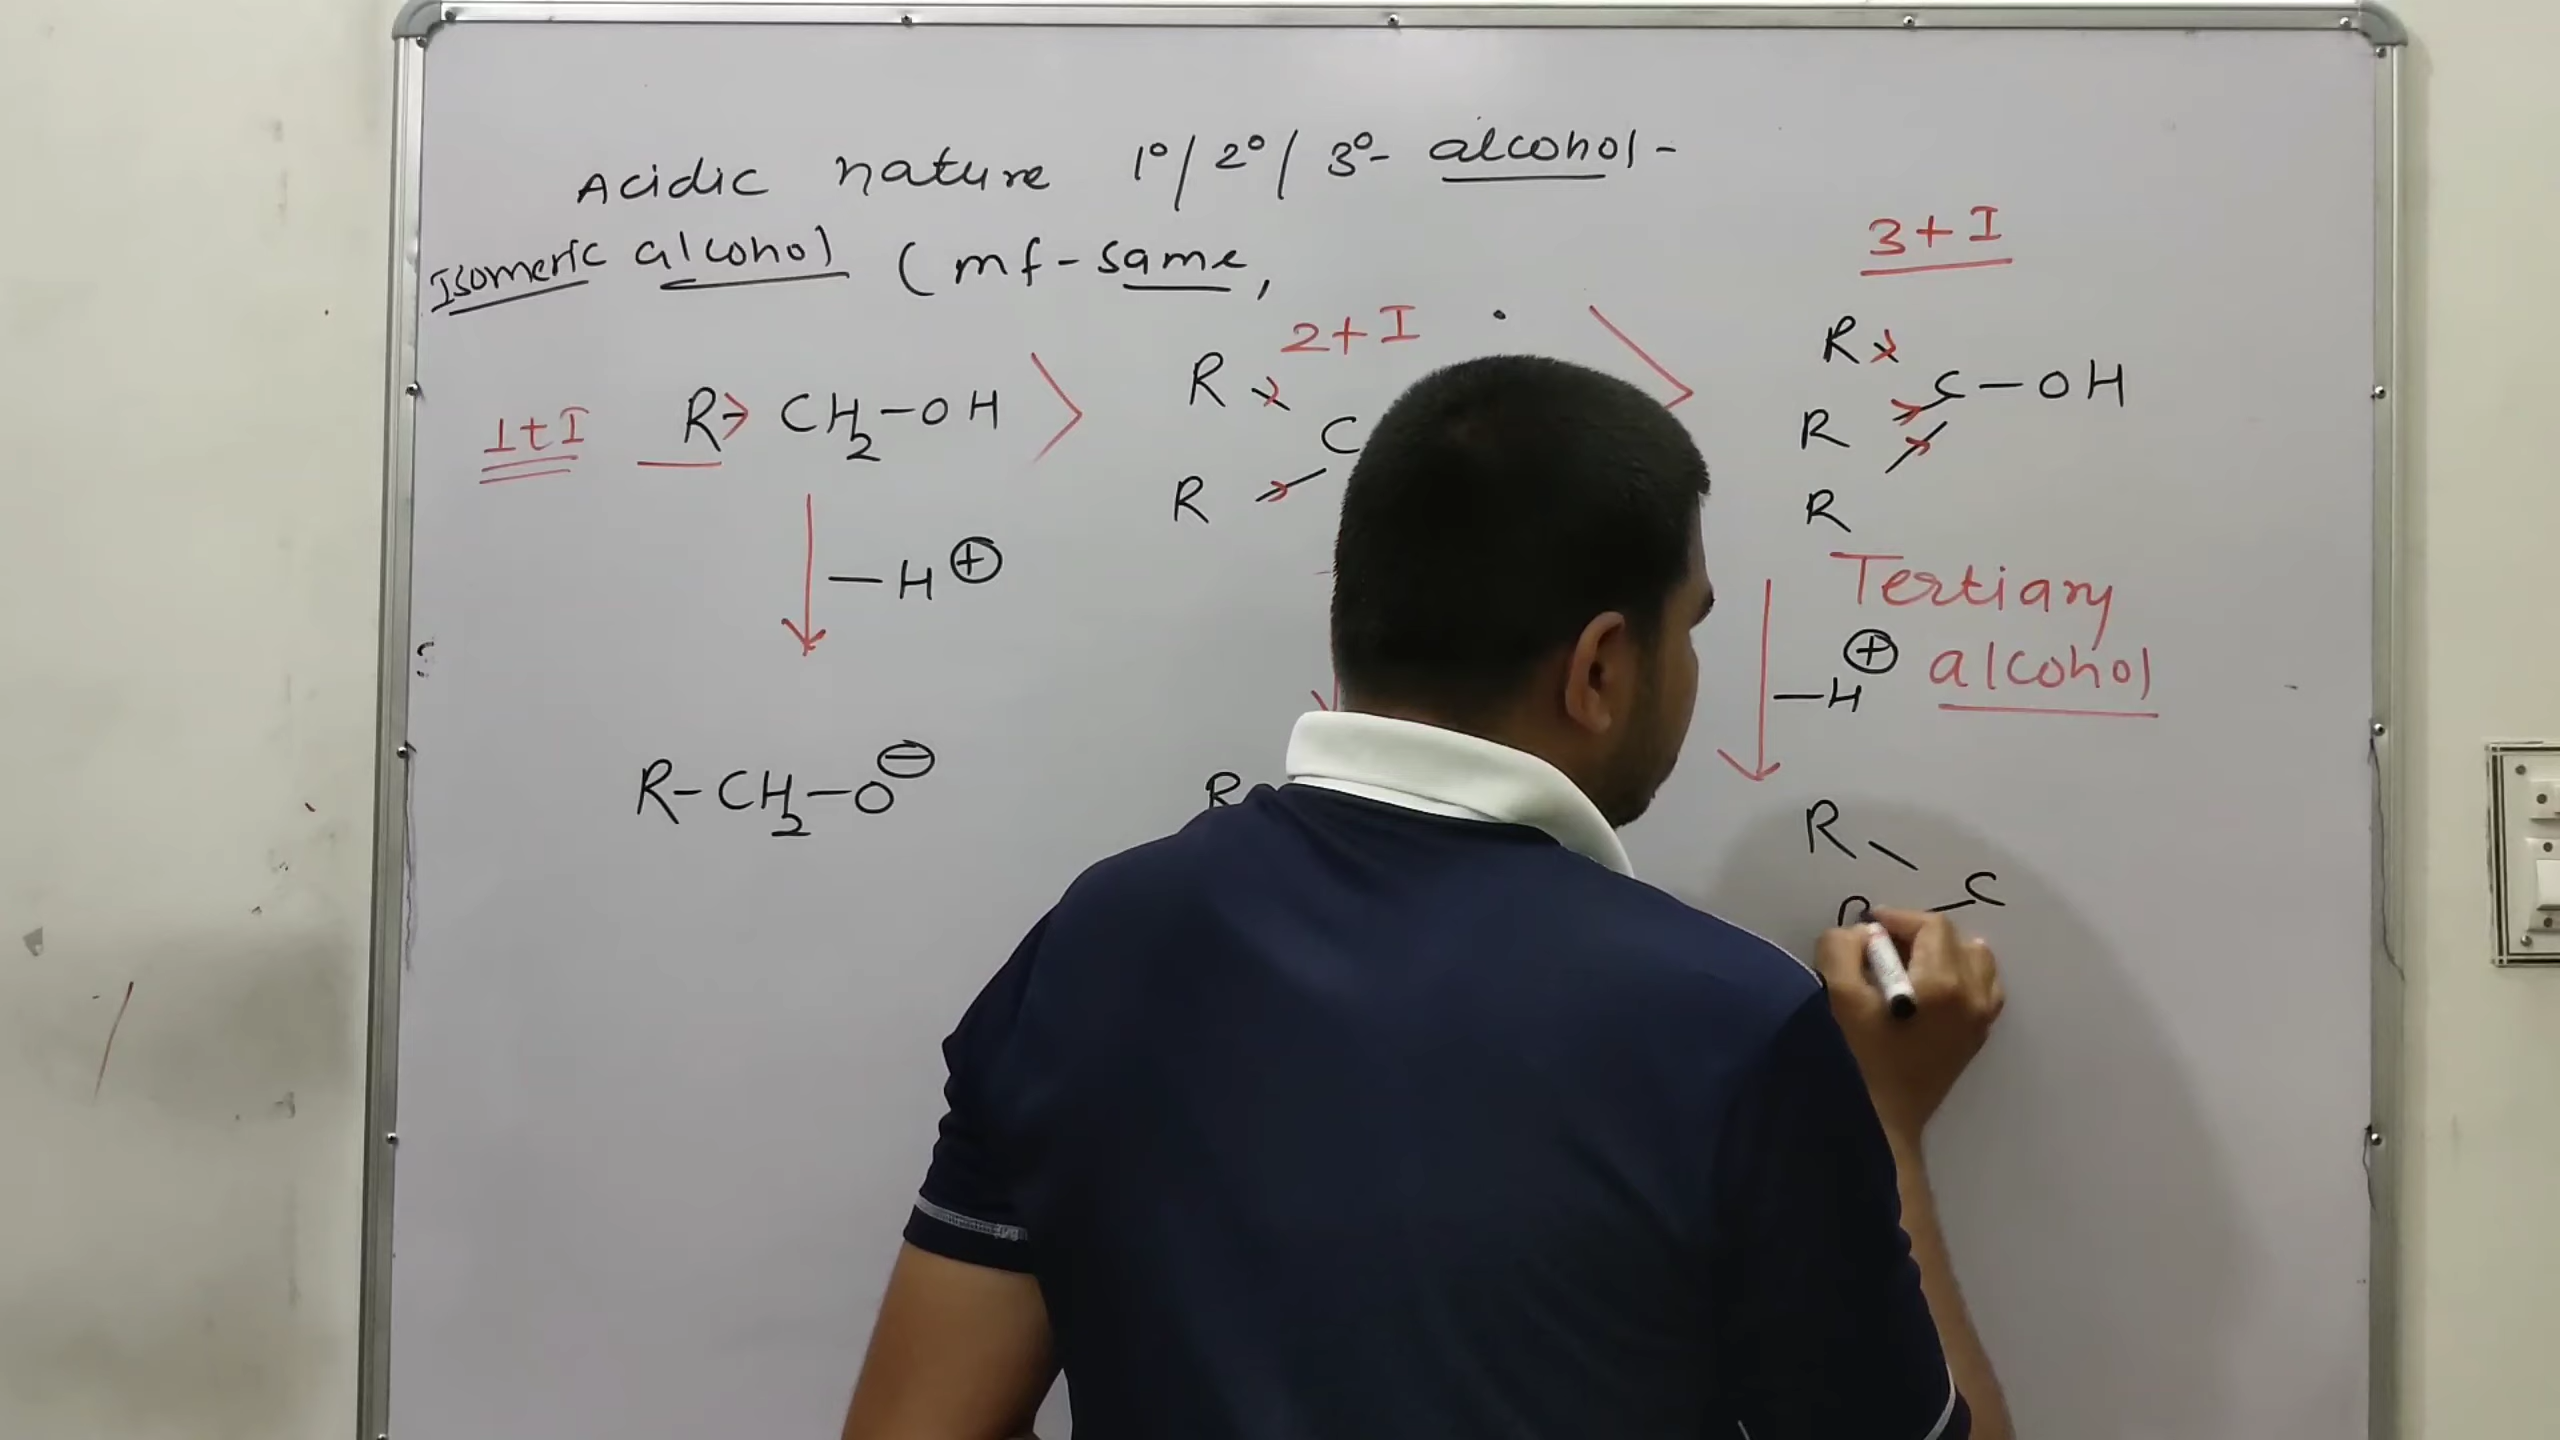 Acidic nature 1°/2°/3°- alcohol-
Isomeric alcohol (mf-same,
3+I
2+I
1+I R CH2-OH > R
R C
R
R
R C-OH
R
-H⊕
Tertiary
alcohol
-H⊕
R-CH2-O⊖
R
R
R C